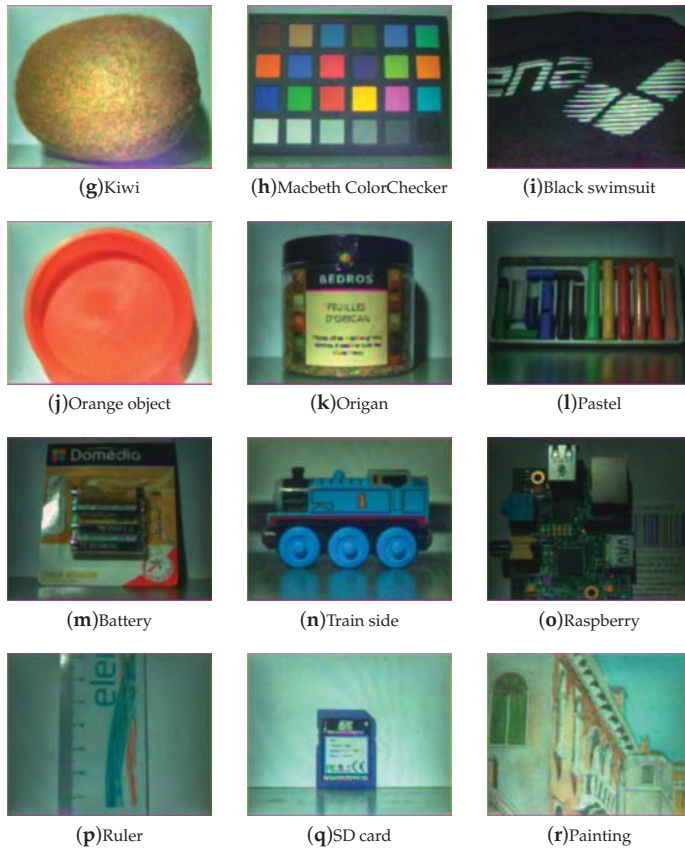 (g)Kiwi
(h)Macbeth ColorChecker
ena
(i)Black swimsuit
(j)Orange object
BEDROS
FEUILLES
D'ORIGAN
(k)Origan
(l)Pastel
Domédia
(m)Battery
(n)Train side
(o)Raspberry
elen
(p)Ruler
(q)SD card
(r)Painting